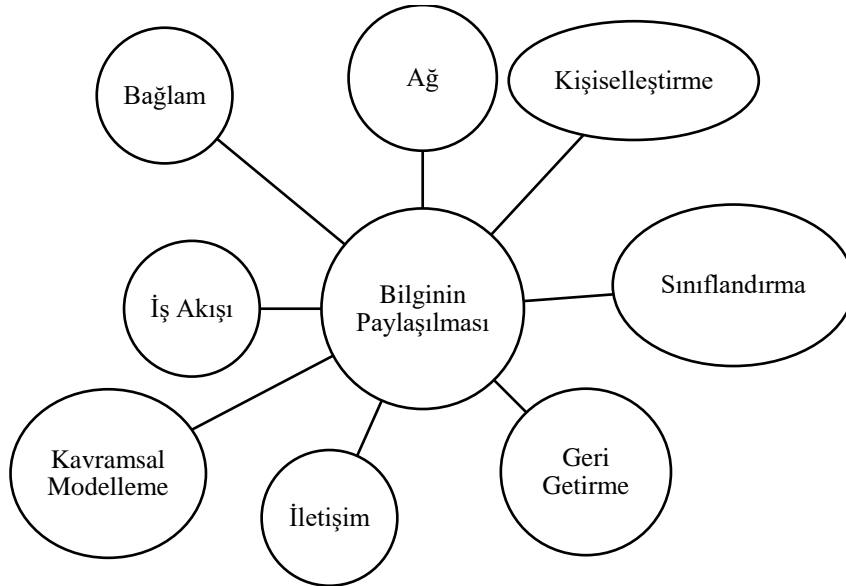 Bağlam
Ağ
Kişiselleştirme
Sınıflandırma
İş Akışı
Bilginin
Paylaşılması
Kavramsal
Modelleme
İletişim
Geri
Getirme